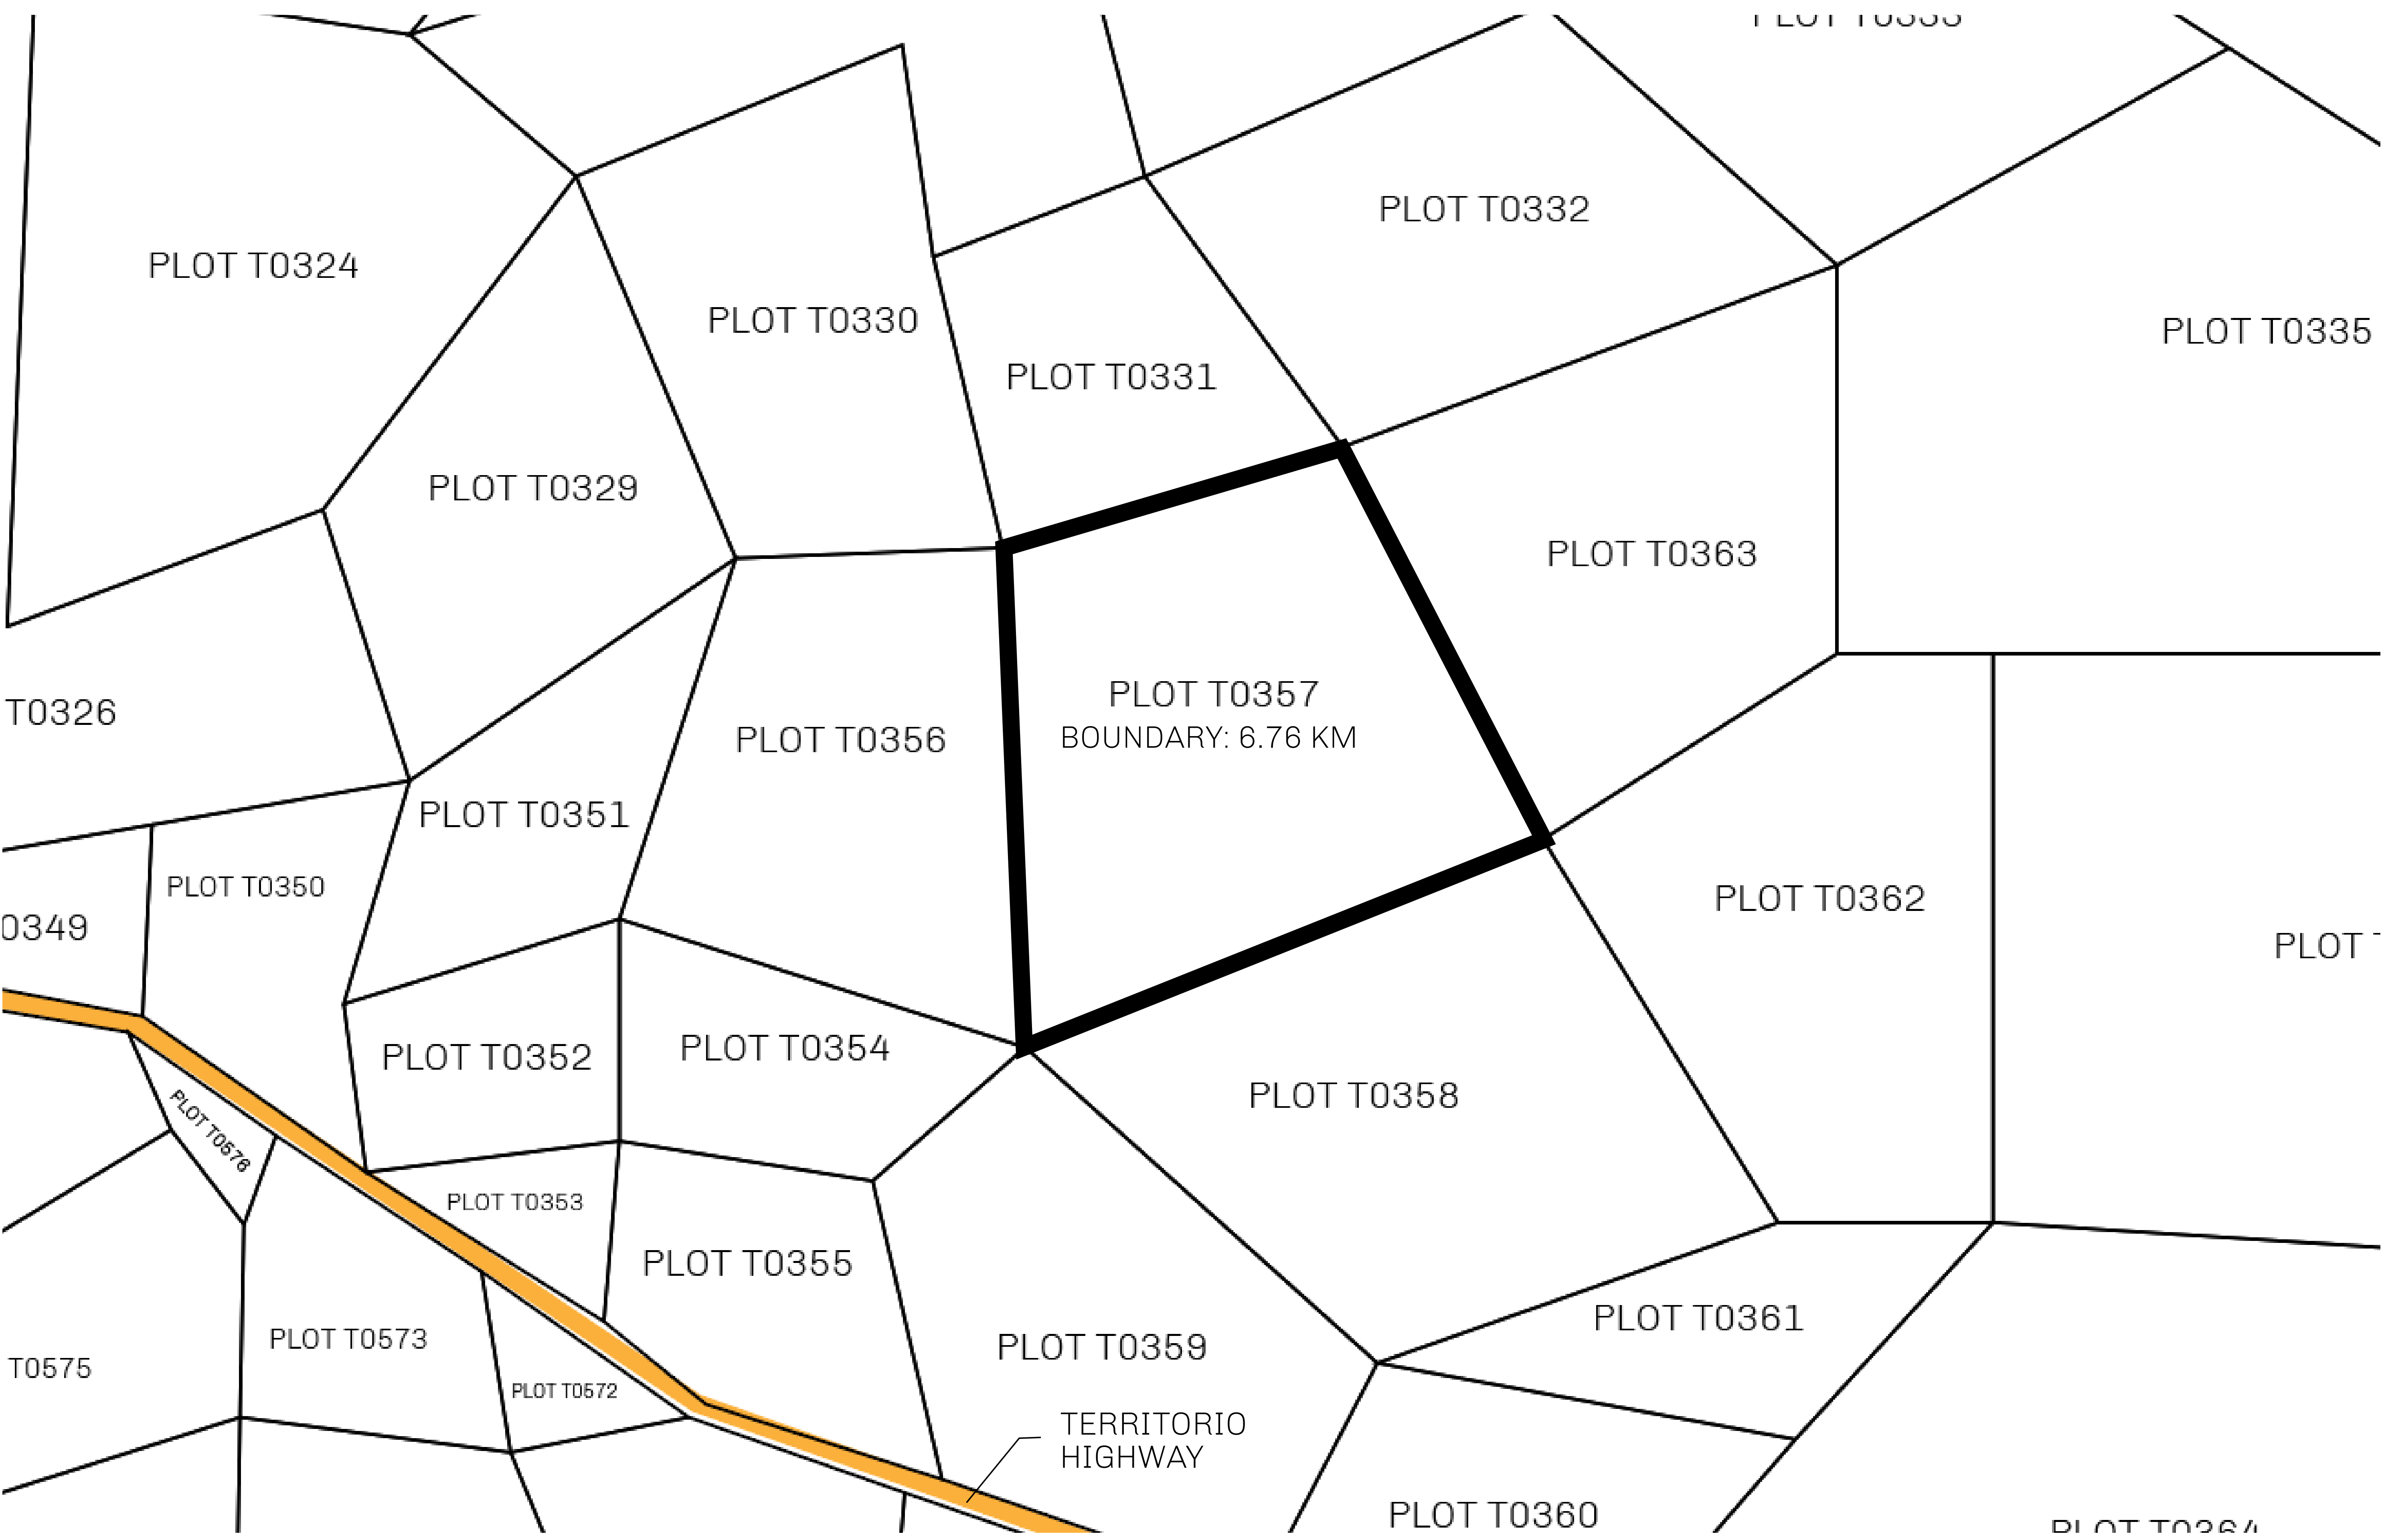 PLOT T0332
PLOT T0324
PLOT T0330
PLOT T0335
PLOT T0331
PLOT T0329
PLOT T0363
PLOT T0357
BOUNDARY: 6.76 KM
T0326
PLOT T0356
PLOT T0351
PLOT T0350
PLOT T0362
0349
PLOT
PLOT T0352
PLOT T0354
PLOT T0358
PLOT T0576
PLOT T0353
PLOT T0355
PLOT T0361
PLOT T0573
PLOT T0359
T0575
PLOT T0572
TERRITORIO
HIGHWAY
PLOT T0360
PLOT T0364